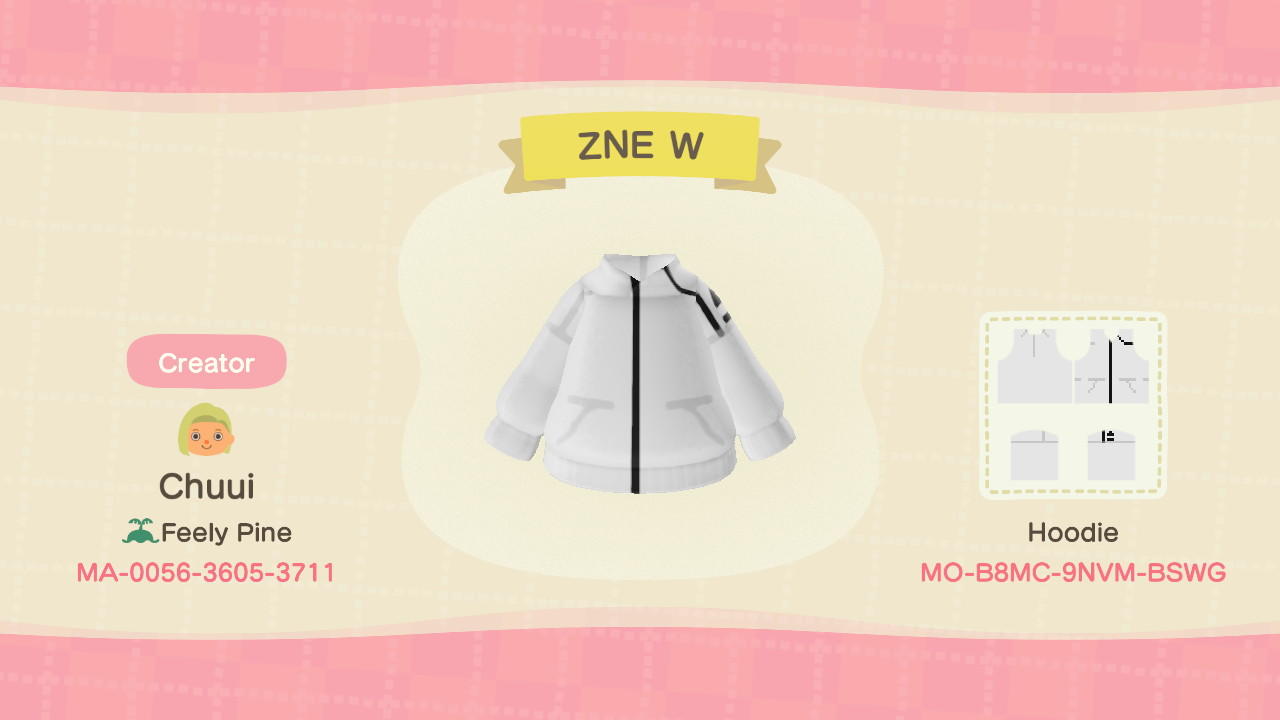 ZNE W
Creator
Chuui
Feely Pine
MA-0056-3605-3711
Hoodie
MO-B8MC-9NVM-BSWG